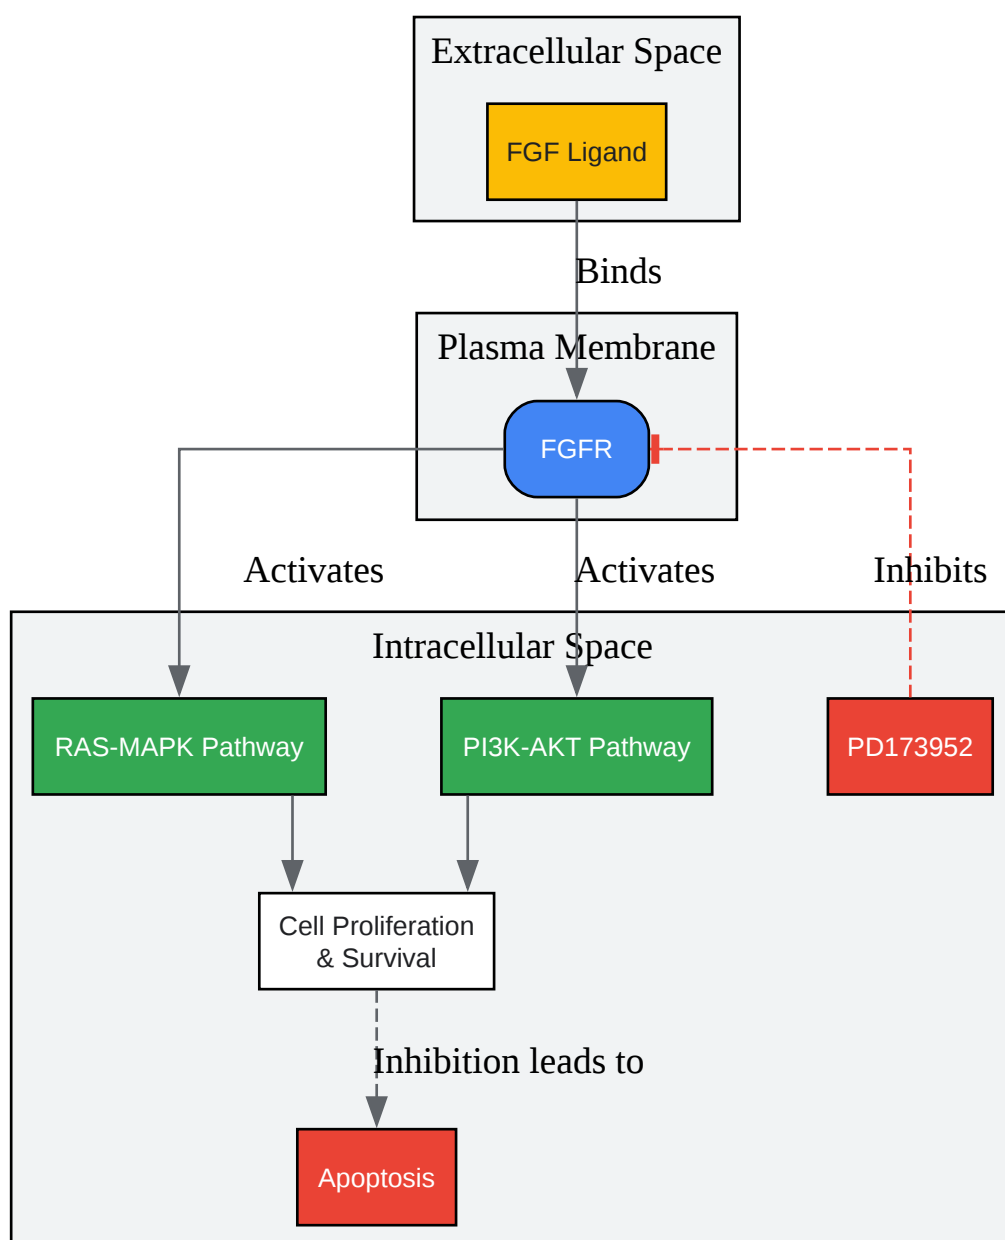 Extracellular Space
FGF Ligand
Binds
Plasma Membrane
FGFR
Activates
Activates
Inhibits
Intracellular Space
RAS-MAPK Pathway
PI3K-AKT Pathway
PD173952
Cell Proliferation
& Survival
Inhibition leads to
Apoptosis